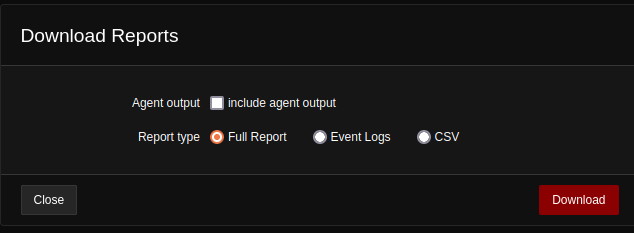 Download Reports
Agent output include agent output
Report type Full Report Event Logs CSV
Close Download